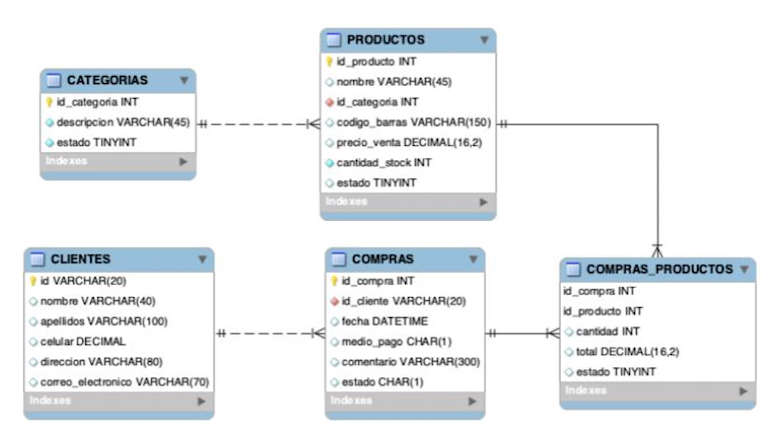 PRODUCTOS
id_producto INT
nombre VARCHAR(45)
id_categoria INT
codigo_barras VARCHAR(150)
precio_venta DECIMAL(16,2)
cantidad_stock INT
estado TINYINT
Indexes
CATEGORIAS
id_categoria INT
descripcion VARCHAR(45)
estado TINYINT
Indexes
CLIENTES
id VARCHAR(20)
nombre VARCHAR(40)
apellidos VARCHAR(100)
celular DECIMAL
direccion VARCHAR(80)
correo_electronico VARCHAR(70)
Indexes
COMPRAS
id_compra INT
id_cliente VARCHAR(20)
fecha DATETIME
medio_pago CHAR(1)
comentario VARCHAR(300)
estado CHAR(1)
Indexes
COMPRAS_PRODUCTOS
id_compra INT
id_producto INT
cantidad INT
total DECIMAL(16,2)
estado TINYINT
Indexes